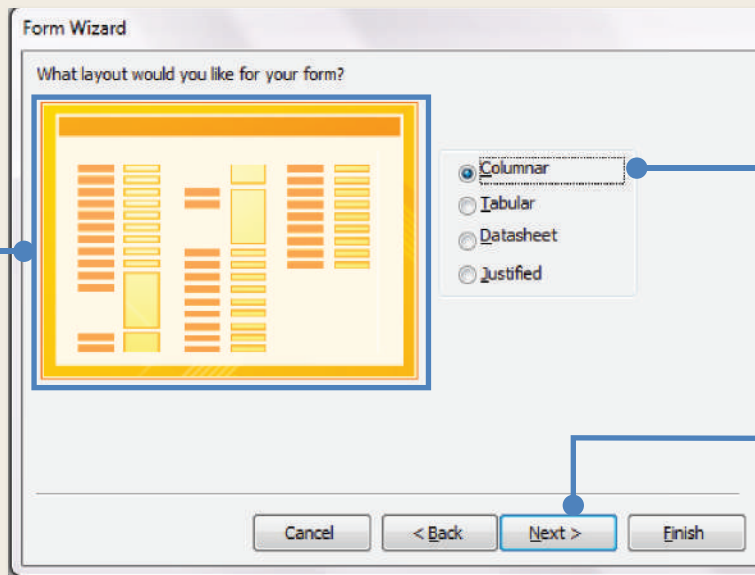 Form Wizard
What layout would you like for your form?
Columnar
Tabular
Datasheet
Justified
Cancel
< Back
Next >
Finish